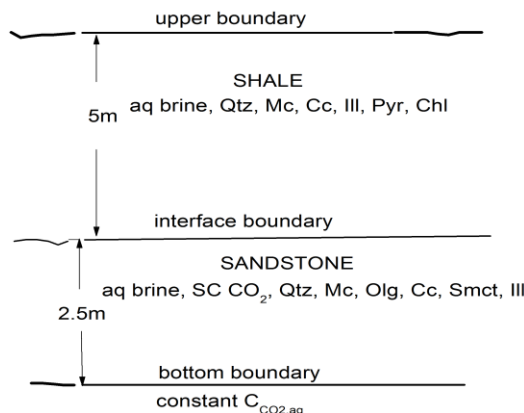 upper boundary
SHALE
aq brine, Qtz, Mc, Cc, Ill, Pyr, Chl
5m
interface boundary
SANDSTONE
aq brine, SC CO₂, Qtz, Mc, Olg, Cc, Smct, Ill
2.5m
bottom boundary
constant C_CO2,aq